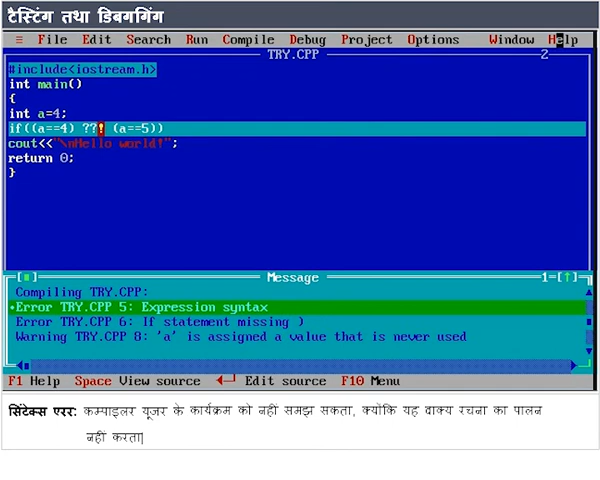 टैस्टिंग तथा डिबगगिंग
≡ File Edit Search Run Compile Debug Project Options Window Help
TRY.CPP 2
#include<iostream.h>
int main()
{
int a=4;
if((a==4) ??! (a==5))
cout<<"\nHello world!";
return 0;
}
[■] Message 1=[↑]
Compiling TRY.CPP:
•Error TRY.CPP 5: Expression syntax
Error TRY.CPP 6: If statement missing )
Warning TRY.CPP 8: 'a' is assigned a value that is never used
F1 Help Space View source ←┘ Edit source F10 Menu
सिंटेक्स एरर: कम्पाइलर यूजर के कार्यक्रम को नहीं समझ सकता, क्योंकि यह वाक्य रचना का पालन
नहीं करता|